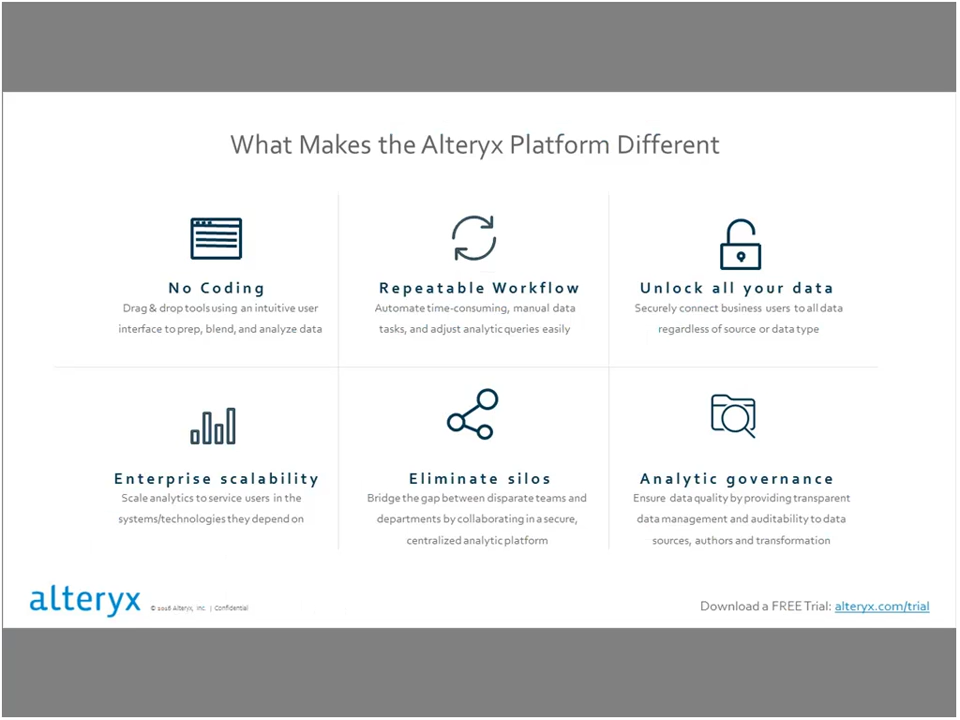 What Makes the Alteryx Platform Different
No Coding
Drag & drop tools using an intuitive user
interface to prep, blend, and analyze data
Repeatable Workflow
Automate time-consuming, manual data
tasks, and adjust analytic queries easily
Unlock all your data
Securely connect business users to all data
regardless of source or data type
Enterprise scalability
Scale analytics to service users in the
systems/technologies they depend on
Eliminate silos
Bridge the gap between disparate teams and
departments by collaborating in a secure,
centralized analytic platform
Analytic governance
Ensure data quality by providing transparent
data management and auditability to data
sources, authors and transformation
alteryx
© 2016 Alteryx, Inc. | Confidential
Download a FREE Trial: alteryx.com/trial